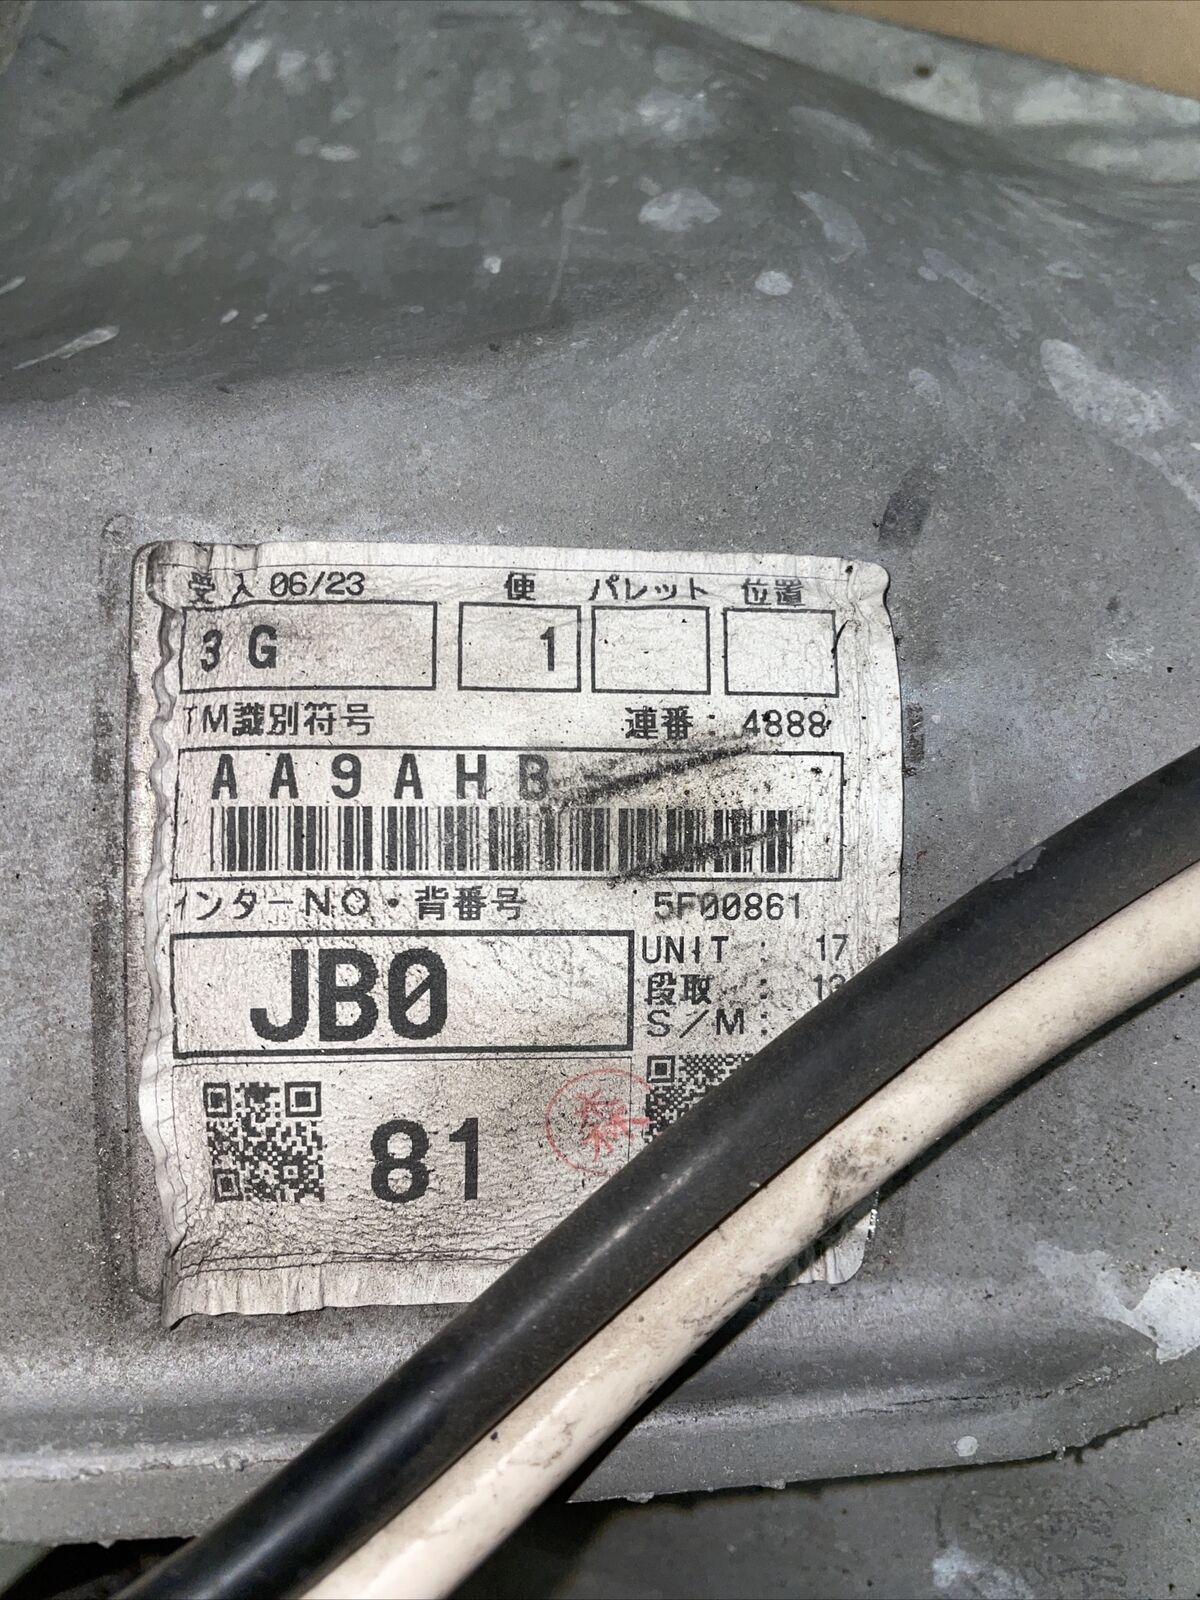 受入 06/23 便 パレット 位置
3 G 1
TM識別符号 連番: 4888
AA9AHB
インターNO・背番号 5F00861
JB0
UNIT : 17
段取 :
S/M:
81
森